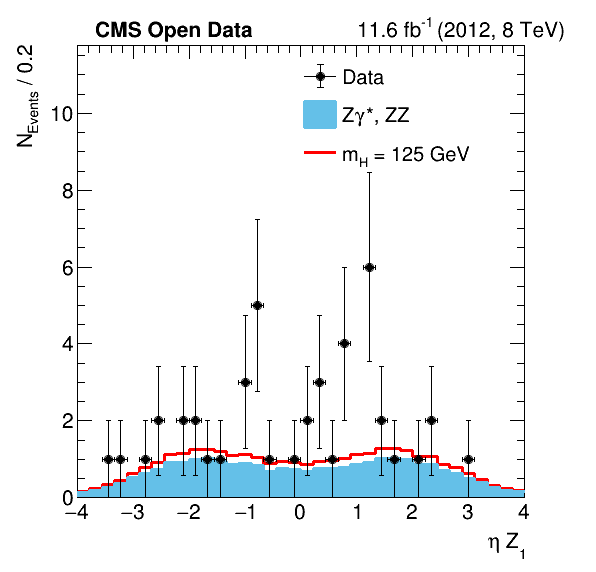 CMS Open Data
11.6 fb⁻¹ (2012, 8 TeV)
N_Events / 0.2
Data
Zγ*, ZZ
m_H = 125 GeV
10
8
6
4
2
0
−4 −3 −2 −1 0 1 2 3 4
η Z₁